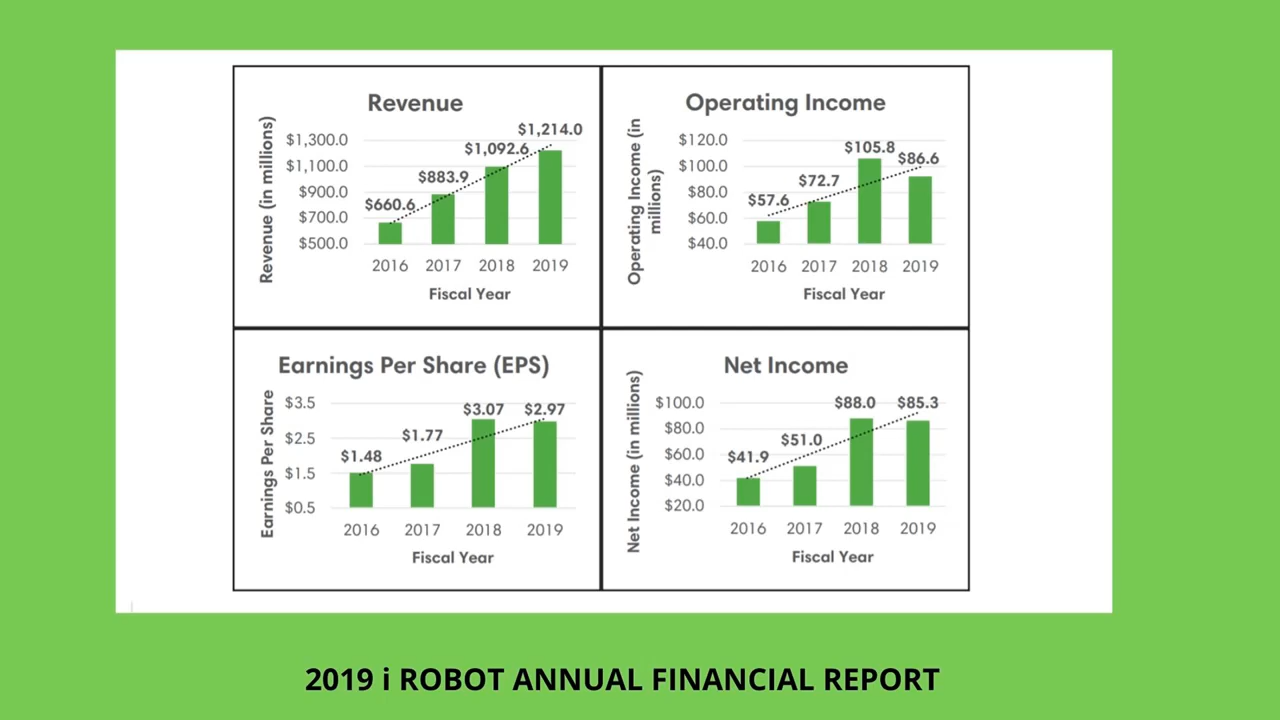 Revenue
Revenue (in millions)
$1,300.0
$1,100.0
$900.0
$700.0
$500.0
$660.6
$883.9
$1,092.6
$1,214.0
2016 2017 2018 2019
Fiscal Year
Operating Income
Operating Income (in
millions)
$120.0
$100.0
$80.0
$60.0
$40.0
$57.6
$72.7
$105.8
$86.6
2016 2017 2018 2019
Fiscal Year
Earnings Per Share (EPS)
Earnings Per Share
$3.5
$2.5
$1.5
$0.5
$1.48
$1.77
$3.07
$2.97
2016 2017 2018 2019
Fiscal Year
Net Income
Net Income (in millions)
$100.0
$80.0
$60.0
$40.0
$20.0
$41.9
$51.0
$88.0
$85.3
2016 2017 2018 2019
Fiscal Year
2019 i ROBOT ANNUAL FINANCIAL REPORT